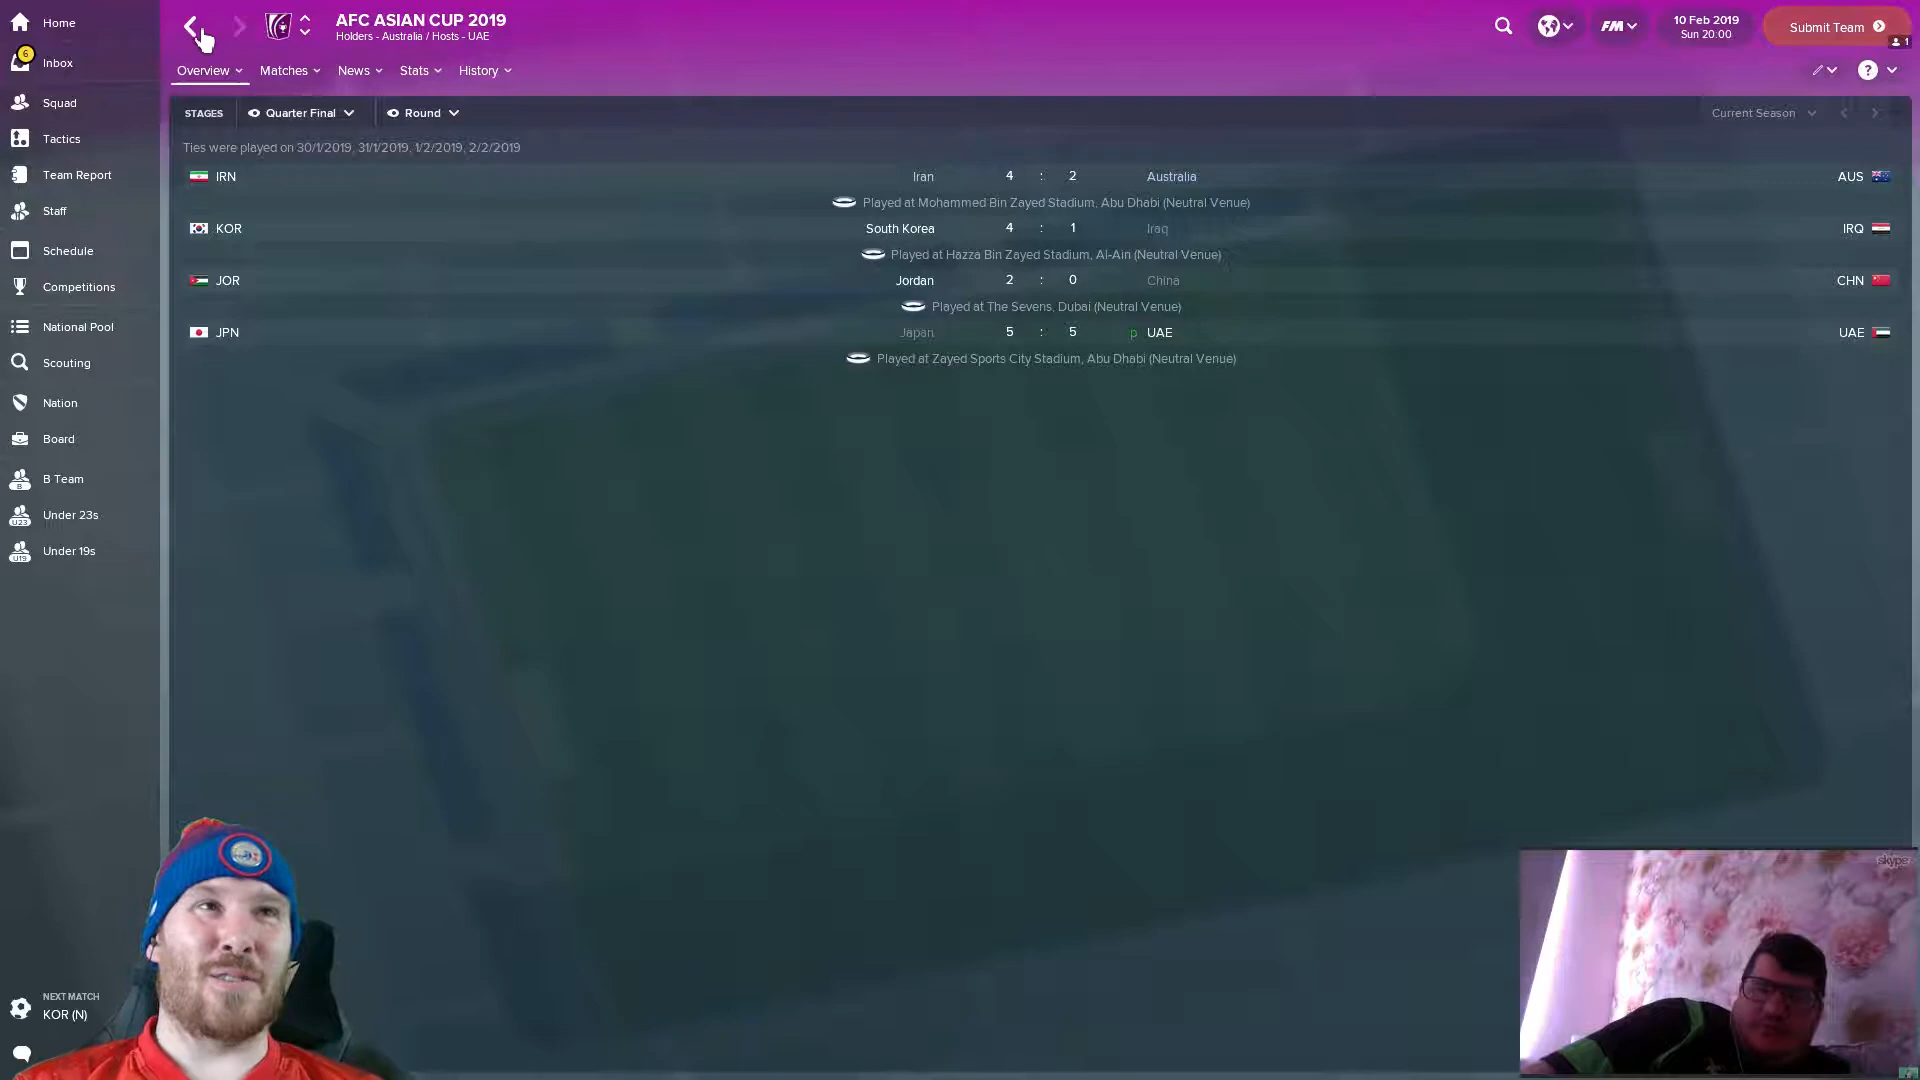 Home
AFC ASIAN CUP 2019
Holders - Australia / Hosts - UAE
FM
10 Feb 2019
Sun 20:00
Submit Team
1
6
Inbox
Overview
Matches
News
Stats
History
?
Squad
STAGES
Quarter Final
Round
Current Season
Tactics
Ties were played on 30/1/2019, 31/1/2019, 1/2/2019, 2/2/2019
Team Report
IRN Iran 4 : 2 Australia AUS
Played at Mohammed Bin Zayed Stadium, Abu Dhabi (Neutral Venue)
Staff
KOR South Korea 4 : 1 Iraq IRQ
Played at Hazza Bin Zayed Stadium, Al-Ain (Neutral Venue)
Schedule
JOR Jordan 2 : 0 China CHN
Competitions
Played at The Sevens, Dubai (Neutral Venue)
National Pool
JPN Japan 5 : 5 p UAE UAE
Played at Zayed Sports City Stadium, Abu Dhabi (Neutral Venue)
Scouting
Nation
Board
B Team
B
Under 23s
U23
Under 19s
U19
NEXT MATCH
KOR (N)
skype